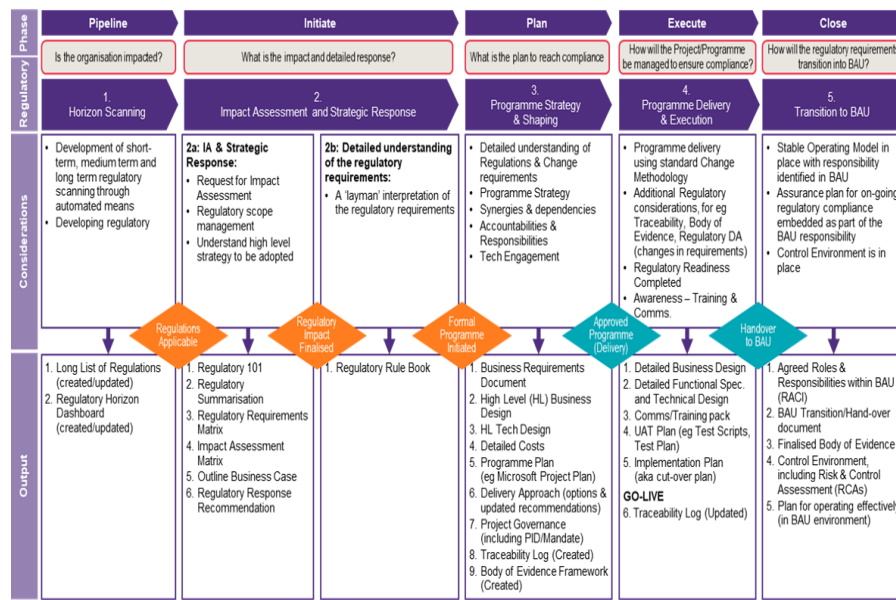 Phase
Pipeline
Initiate
Plan
Execute
Close
Is the organisation impacted?
What is the impact and detailed response?
What is the plan to reach compliance
How will the Project/Programme
be managed to ensure compliance?
How will the regulatory requirements
transition into BAU?
Regulatory
1.
Horizon Scanning
2.
Impact Assessment and Strategic Response
3.
Programme Strategy
& Shaping
4.
Programme Delivery
& Execution
5.
Transition to BAU
Considerations
• Development of short-
term, medium term and
long term regulatory
scanning through
automated means
• Developing regulatory
2a: IA & Strategic
Response:
• Request for Impact
Assessment
• Regulatory scope
management
• Understand high level
strategy to be adopted
2b: Detailed understanding
of the regulatory
requirements:
• A ‘layman’ interpretation
of the regulatory requirements
• Detailed understanding of
Regulations & Change
requirements
• Programme Strategy
• Synergies & dependencies
• Accountabilities &
Responsibilities
• Tech Engagement
• Programme delivery
using standard Change
Methodology
• Additional Regulatory
considerations, for eg
Traceability, Body of
Evidence, Regulatory DA
(changes in requirements)
• Regulatory Readiness
Completed
• Awareness – Training &
Comms.
• Stable Operating Model in
place with responsibility
identified in BAU
• Assurance plan for on-going
regulatory compliance
embedded as part of the
BAU responsibility
• Control Environment is in
place
Regulations
Applicable
Regulatory
Impact
Finalised
Formal
Programme
Initiated
Approved
Programme
(Delivery)
Handover
to BAU
Output
1. Long List of Regulations
(created/updated)
2. Regulatory Horizon
Dashboard
(created/updated)
1. Regulatory 101
2. Regulatory
Summarisation
3. Regulatory Requirements
Matrix
4. Impact Assessment
Matrix
5. Outline Business Case
6. Regulatory Response
Recommendation
1. Regulatory Rule Book
1. Business Requirements
Document
2. High Level (HL) Business
Design
3. HL Tech Design
4. Detailed Costs
5. Programme Plan
(eg Microsoft Project Plan)
6. Delivery Approach (options &
updated recommendations)
7. Project Governance
(including PID/Mandate)
8. Traceability Log (Created)
9. Body of Evidence Framework
(Created)
1. Detailed Business Design
2. Detailed Functional Spec.
and Technical Design
3. Comms/Training pack
4. UAT Plan (eg Test Scripts,
Test Plan)
5. Implementation Plan
(aka cut-over plan)
GO-LIVE
6. Traceability Log (Updated)
1. Agreed Roles &
Responsibilities within BAU
(RACI)
2. BAU Transition/Hand-over
document
3. Finalised Body of Evidence
4. Control Environment,
including Risk & Control
Assessment (RCAs)
5. Plan for operating effectively
(in BAU environment)